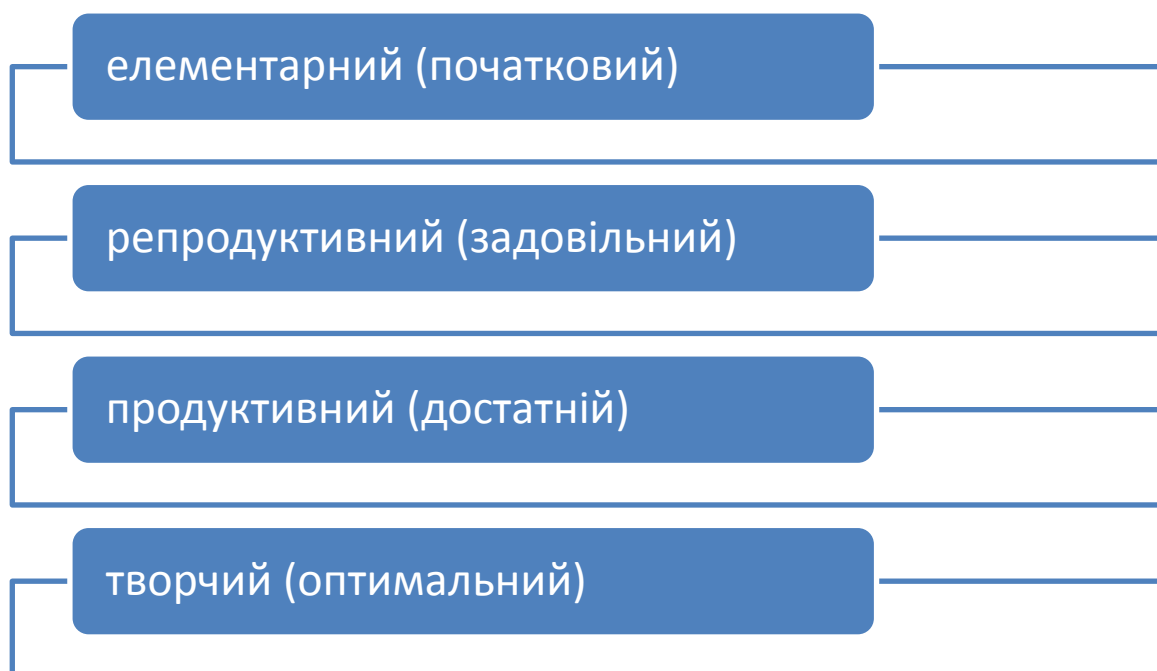 елементарний (початковий)
репродуктивний (задовільний)
продуктивний (достатній)
творчий (оптимальний)